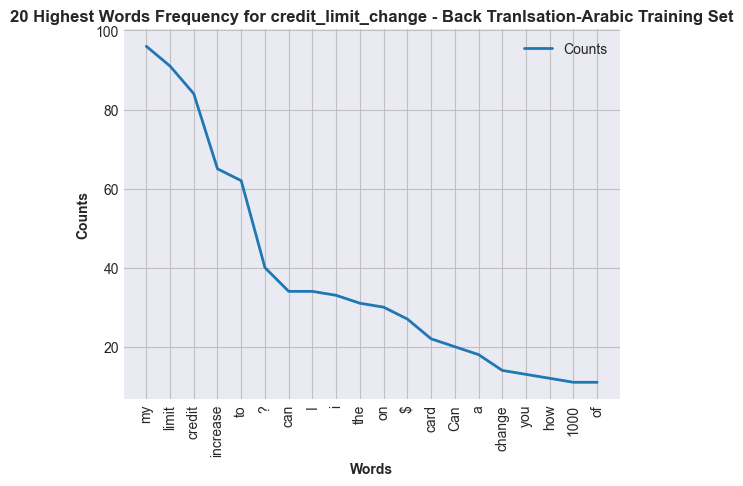 20 Highest Words Frequency for credit_limit_change - Back Tranlsation-Arabic Training Set
100
80
60
40
20
Counts
Counts
my
limit
credit
increase
to
?
can
I
i
the
on
$
card
Can
a
change
you
how
1000
of
Words